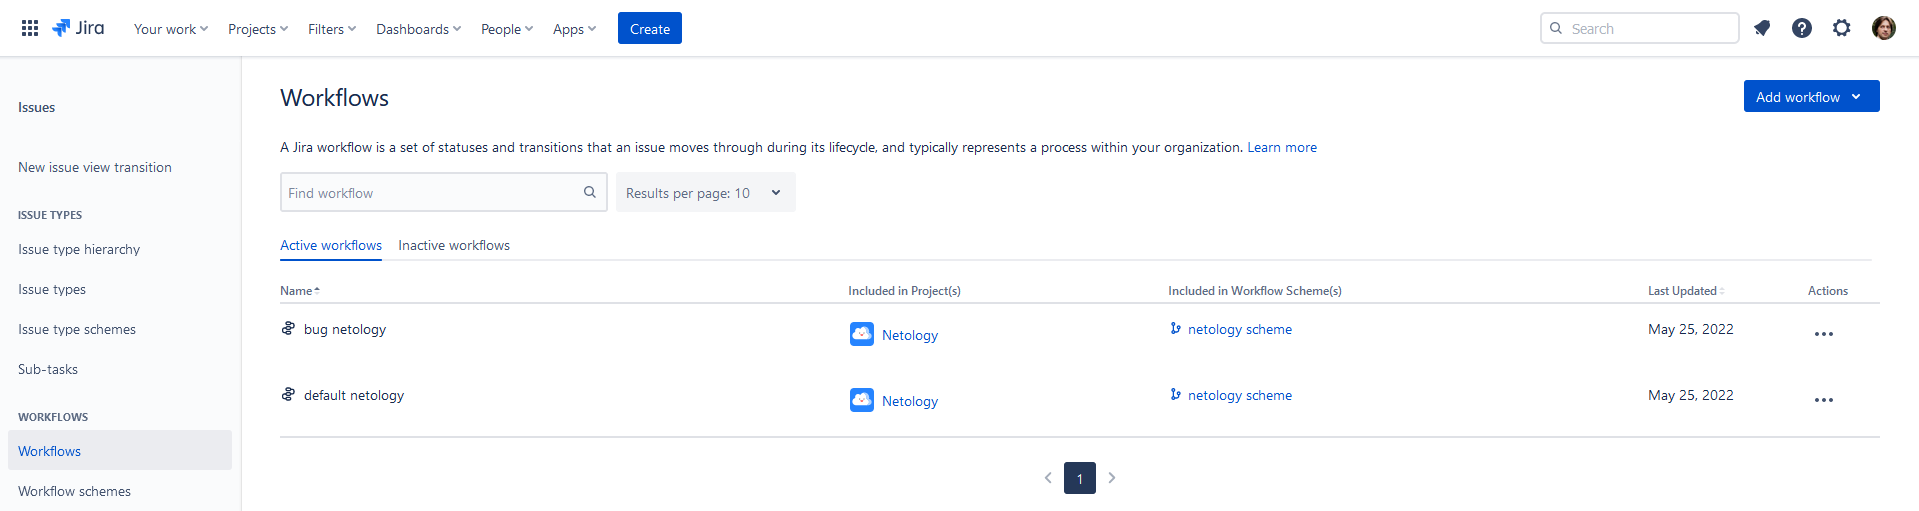 Jira Your work Projects Filters Dashboards People Apps Create Search
Issues
New issue view transition
ISSUE TYPES
Issue type hierarchy
Issue types
Issue type schemes
Sub-tasks
WORKFLOWS
Workflows
Workflow schemes
Workflows
Add workflow
A Jira workflow is a set of statuses and transitions that an issue moves through during its lifecycle, and typically represents a process within your organization. Learn more
Find workflow Results per page: 10
Active workflows Inactive workflows
Name Included in Project(s) Included in Workflow Scheme(s) Last Updated Actions
bug netology Netology netology scheme May 25, 2022
default netology Netology netology scheme May 25, 2022
1